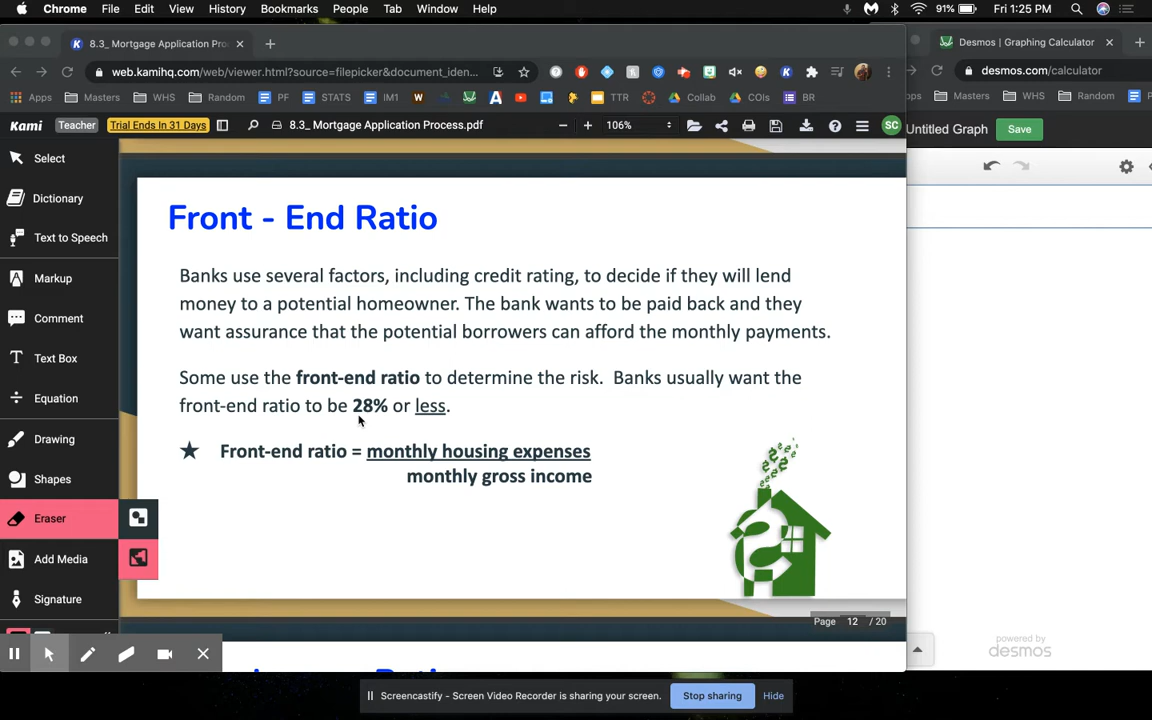 Chrome File Edit View History Bookmarks People Tab Window Help 91% Fri 1:25 PM
8.3_ Mortgage Application Pro
Desmos | Graphing Calculator
web.kamihq.com/web/viewer.html?source=filepicker&document_iden...
desmos.com/calculator
Apps Masters WHS Random PF STATS IM1 TTR Collab COIs BR
ops Masters WHS Random P
Kami Teacher Trial Ends In 31 Days 8.3_ Mortgage Application Process.pdf 106% SC
Untitled Graph Save
Select
Dictionary
Text to Speech
Markup
Comment
Text Box
Equation
Drawing
Shapes
Eraser
Add Media
Signature
Front - End Ratio
Banks use several factors, including credit rating, to decide if they will lend
money to a potential homeowner. The bank wants to be paid back and they
want assurance that the potential borrowers can afford the monthly payments.
Some use the front-end ratio to determine the risk. Banks usually want the
front-end ratio to be 28% or less.
★ Front-end ratio = monthly housing expenses
monthly gross income
Page 12 / 20
powered by
desmos
Screencastify - Screen Video Recorder is sharing your screen. Stop sharing Hide